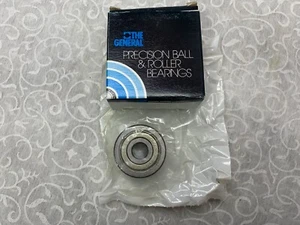 THE
GENERAL
PRECISION BALL
& ROLLER
BEARINGS